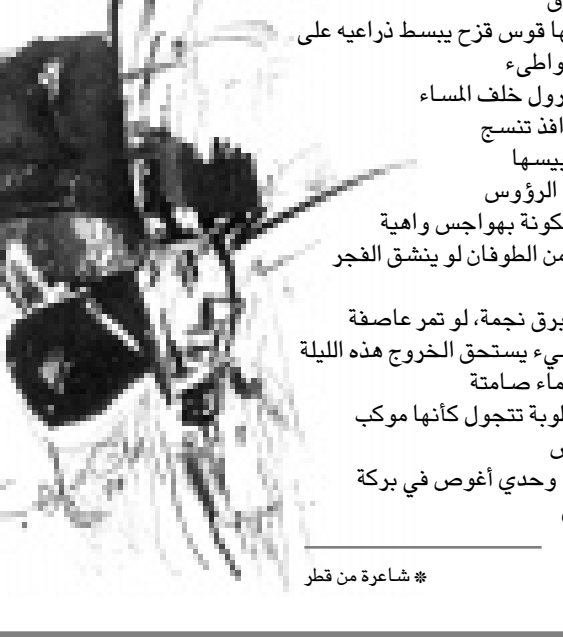 ها قوس قزح يبسط ذراعيه على
واطىء
رول خلف المساء
افذ تنسج
ييسها
الرؤوس
كونة بهواجس واهية
من الطوفان لو ينشق الفجر
يرق نجمة، لو تمر عاصفة
يء يستحق الخروج هذه الليلة
ماء صامتة
لوبة تتجول كأنها موكب
وحدي أغوص في بركة
* شاعرة من قطر